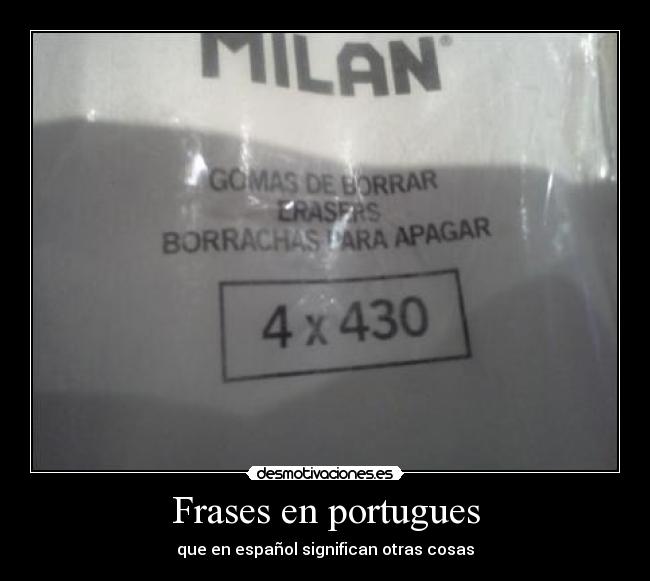 MILAN®
GOMAS DE BORRAR
ERASERS
BORRACHAS PARA APAGAR
4 x 430
desmotivaciones.es
Frases en portugues
que en español significan otras cosas